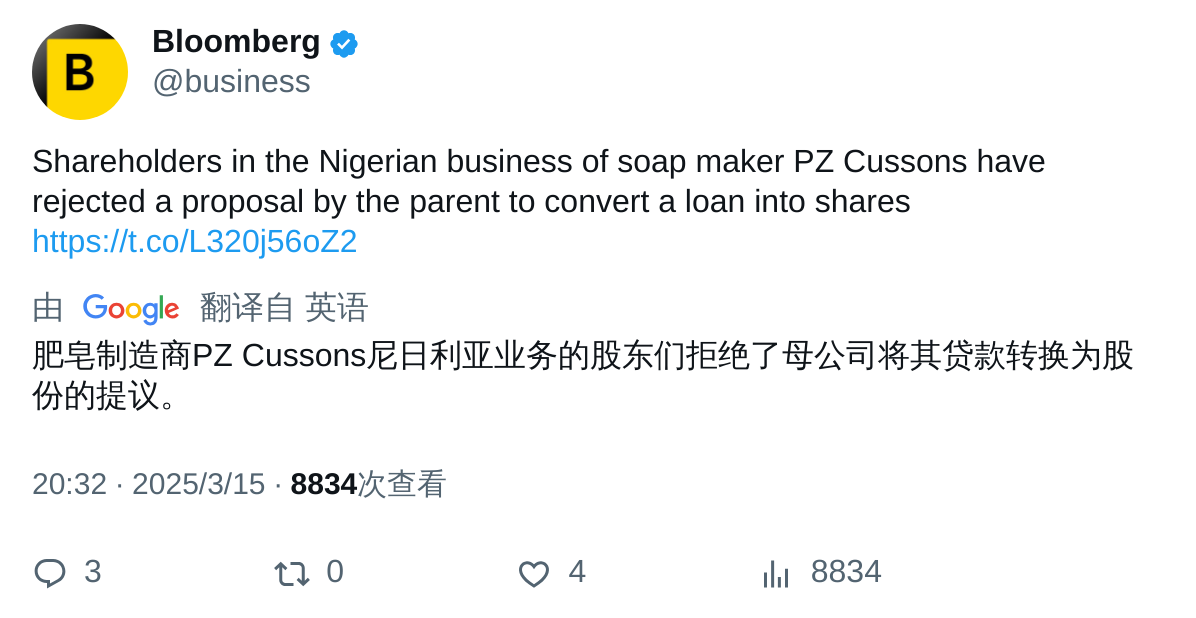 B
Bloomberg
@business
Shareholders in the Nigerian business of soap maker PZ Cussons have
rejected a proposal by the parent to convert a loan into shares
https://t.co/L320j56oZ2
由 Google 翻译自 英语
肥皂制造商PZ Cussons尼日利亚业务的股东们拒绝了母公司将其贷款转换为股
份的提议。
20:32 · 2025/3/15 · 8834次查看
3 0 4 8834